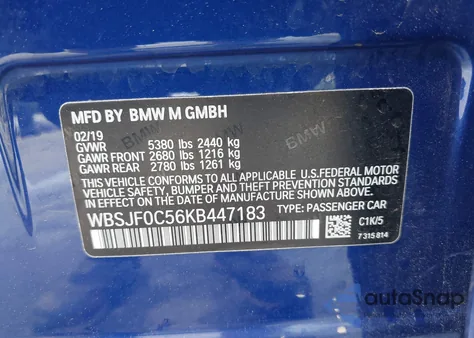 MFD BY BMW M GMBH
02/19
GVWR 5380 lbs 2440 kg
GAWR FRONT 2680 lbs 1216 kg
GAWR REAR 2780 lbs 1261 kg
THIS VEHICLE CONFORMS TO ALL APPLICABLE U.S.FEDERAL MOTOR
VEHICLE SAFETY, BUMPER, AND THEFT PREVENTION STANDARDS
IN EFFECT ON THE DATE OF MANUFACTURE SHOWN ABOVE.
WBSJF0C56KB447183 TYPE: PASSENGER CAR
C1K/5
7 315 814
autoSnap